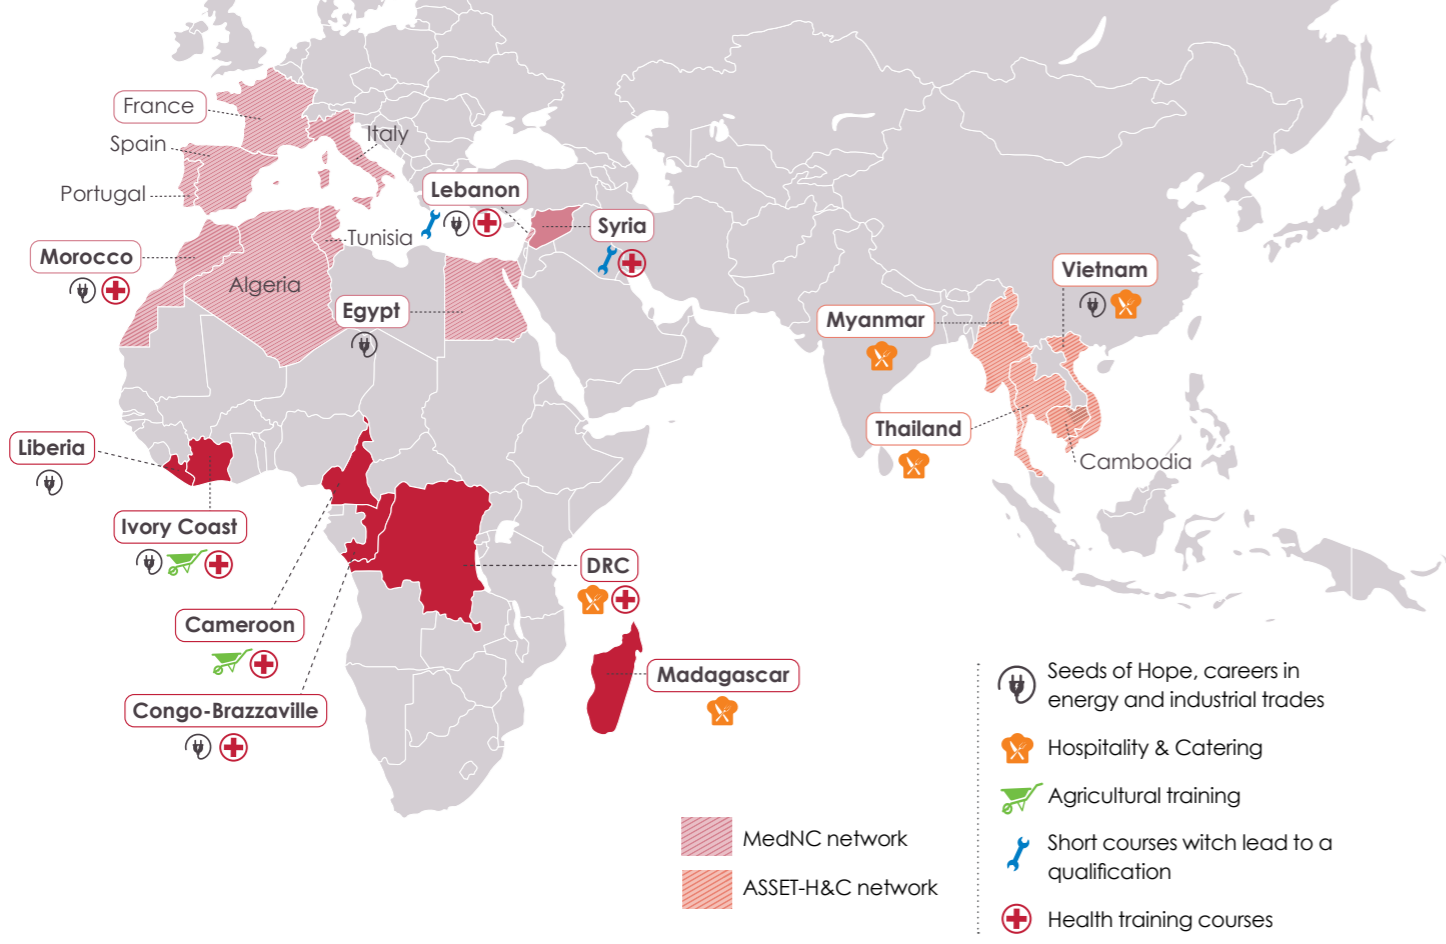 France
Spain
Italy
Portugal
Lebanon
Syria
Tunisia
Morocco
Algeria
Egypt
Vietnam
Myanmar
Thailand
Cambodia
Liberia
Ivory Coast
DRC
Cameroon
Madagascar
Congo-Brazzaville
MedNC network
ASSET-H&C network
Seeds of Hope, careers in
energy and industrial trades
Hospitality & Catering
Agricultural training
Short courses witch lead to a
qualification
Health training courses